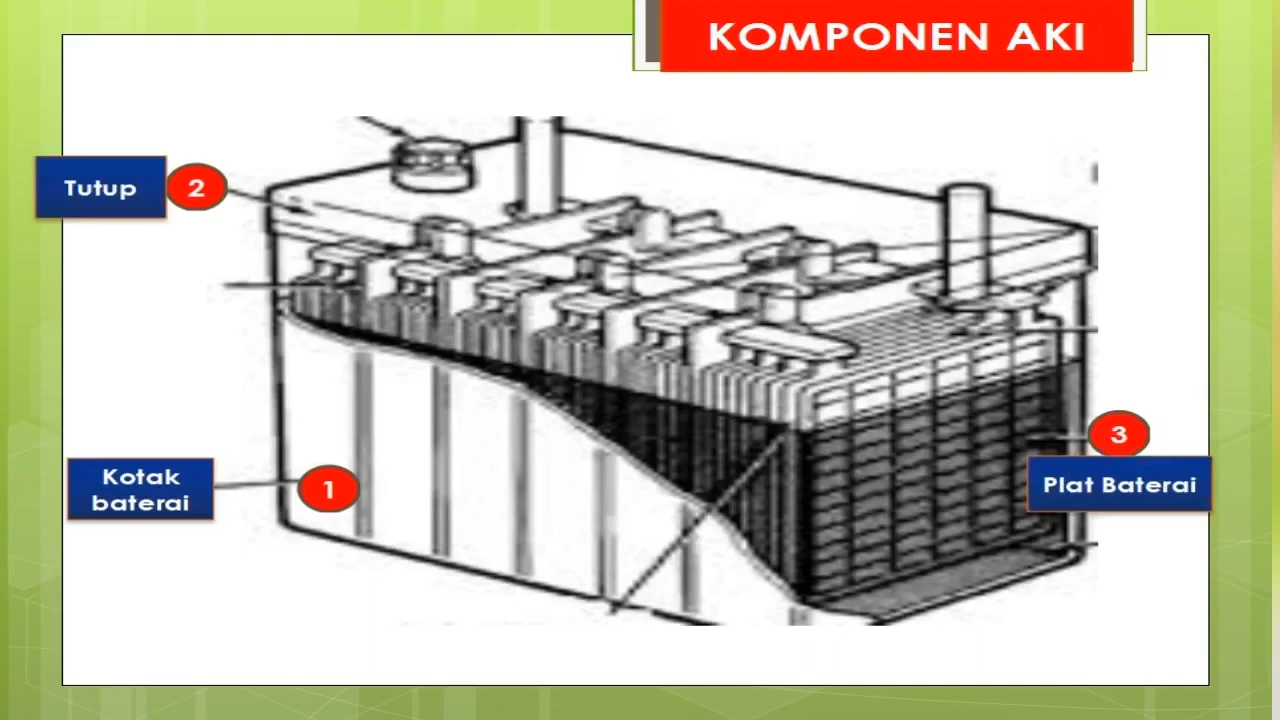 KOMPONEN AKI
Tutup
2
Kotak
baterai
1
3
Plat Baterai